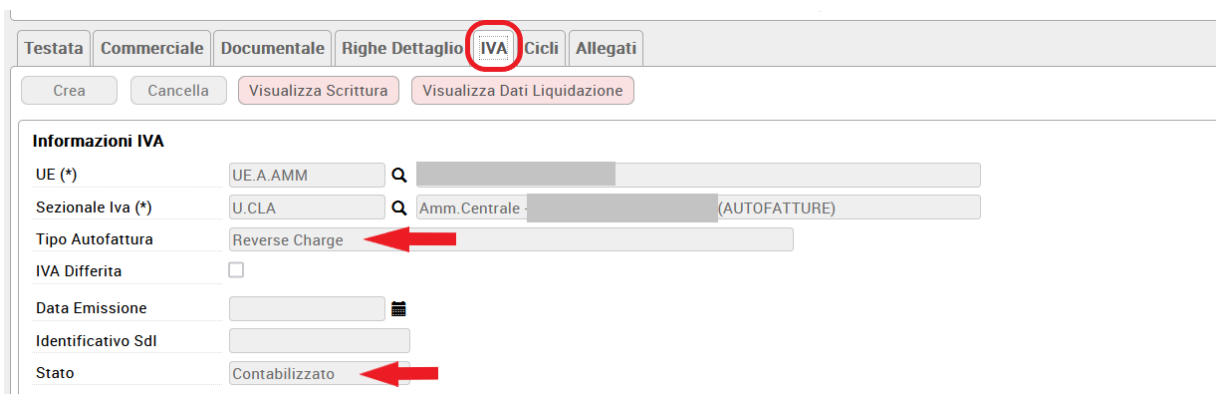 Testata Commerciale Documentale Righe Dettaglio IVA Cicli Allegati
Crea Cancella Visualizza Scrittura Visualizza Dati Liquidazione
Informazioni IVA
UE (*) UE.A.AMM
Sezionale Iva (*) U.CLA Amm.Centrale - (AUTOFATTURE)
Tipo Autofattura Reverse Charge
IVA Differita
Data Emissione
Identificativo SdI
Stato Contabilizzato